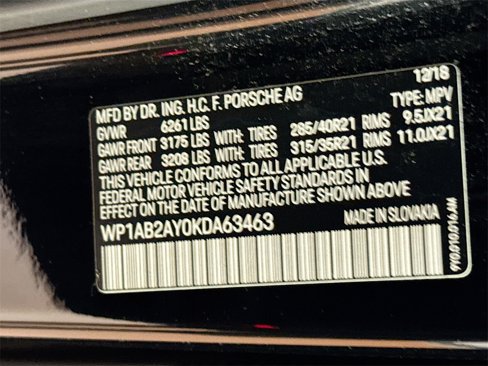 12/18
MFD BY DR. ING. H.C. F. PORSCHE AG TYPE: MPV
GVWR 6261 LBS
GAWR FRONT 3175 LBS WITH: TIRES 285/40R21 RIMS 9.5JX21
GAWR REAR 3208 LBS WITH: TIRES 315/35R21 RIMS 11.0JX21
THIS VEHICLE CONFORMS TO ALL APPLICABLE U.S.
FEDERAL MOTOR VEHICLE SAFETY STANDARDS IN
EFFECT ON THE DATE OF MANUFACTURE SHOWN ABOVE
WP1AB2AY0KDA63463 MADE IN SLOVAKIA
9Y0.010.016.AM